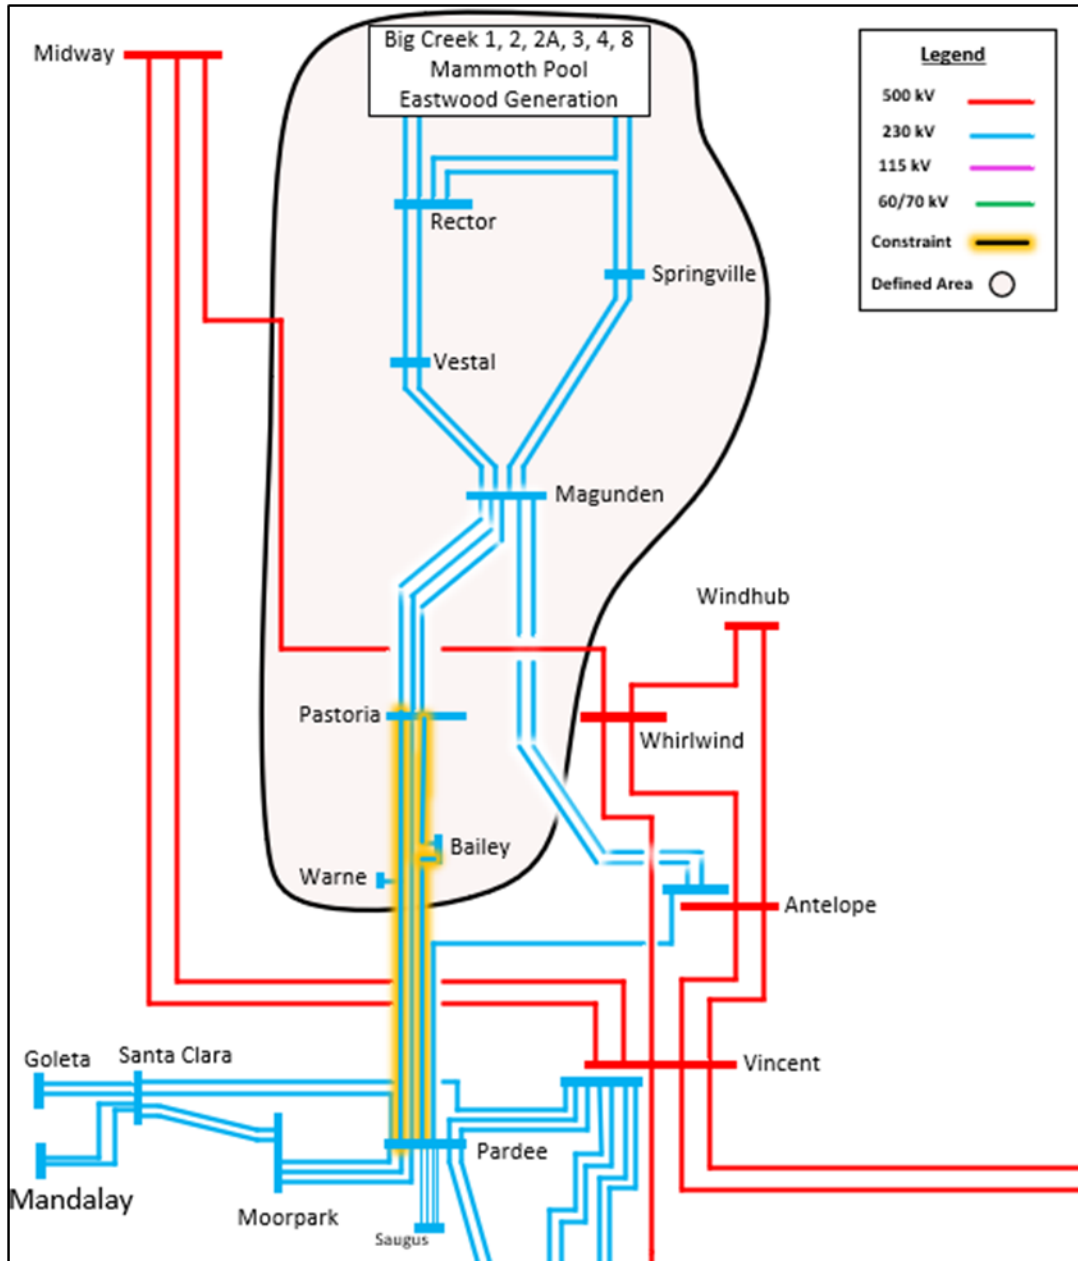 Midway
Big Creek 1, 2, 2A, 3, 4, 8
Mammoth Pool
Eastwood Generation
Legend
500 kV
230 kV
115 kV
60/70 kV
Constraint
Defined Area
Rector
Springville
Vestal
Magunden
Windhub
Pastoria
Whirlwind
Bailey
Warne
Antelope
Goleta
Santa Clara
Vincent
Pardee
Mandalay
Moorpark
Saugus